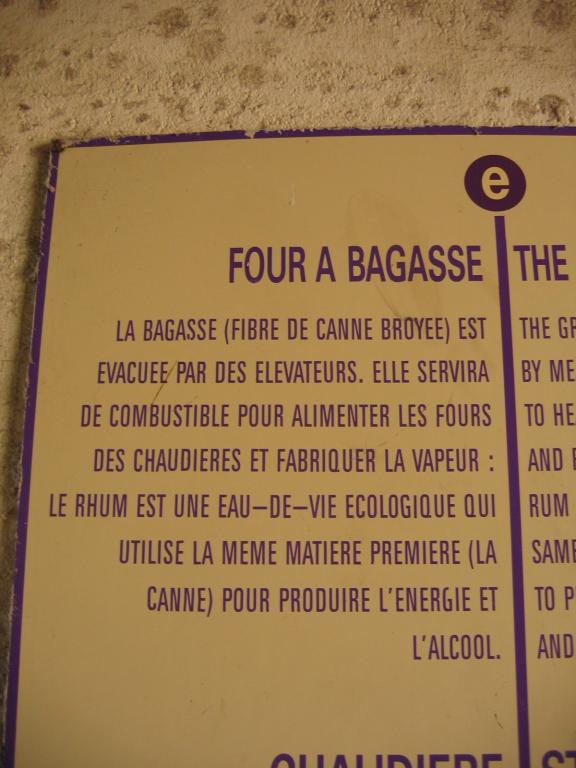 e
FOUR A BAGASSE
LA BAGASSE (FIBRE DE CANNE BROYEE) EST
EVACUEE PAR DES ELEVATEURS. ELLE SERVIRA
DE COMBUSTIBLE POUR ALIMENTER LES FOURS
DES CHAUDIERES ET FABRIQUER LA VAPEUR :
LE RHUM EST UNE EAU-DE-VIE ECOLOGIQUE QUI
UTILISE LA MEME MATIERE PREMIERE (LA
CANNE) POUR PRODUIRE L'ENERGIE ET
L'ALCOOL.
CHAUDIERE
THE
THE
BY
TO
AND
RUM
SAME
TO
AND